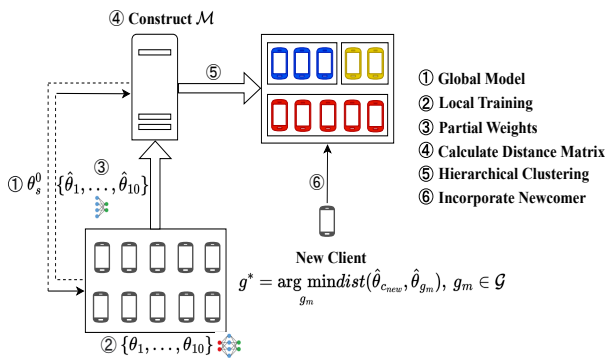 ④ Construct ℳ
⑤
① Global Model
② Local Training
③ Partial Weights
④ Calculate Distance Matrix
⑤ Hierarchical Clustering
⑥ Incorporate Newcomer
③
① θ_s^0
{θ̂_1, . . . , θ̂_10}
⑥
New Client
g* = arg min dist(θ̂_{c_new}, θ̂_{g_m}), g_m ∈ 𝒢
g_m
② {θ_1, . . . , θ_10}